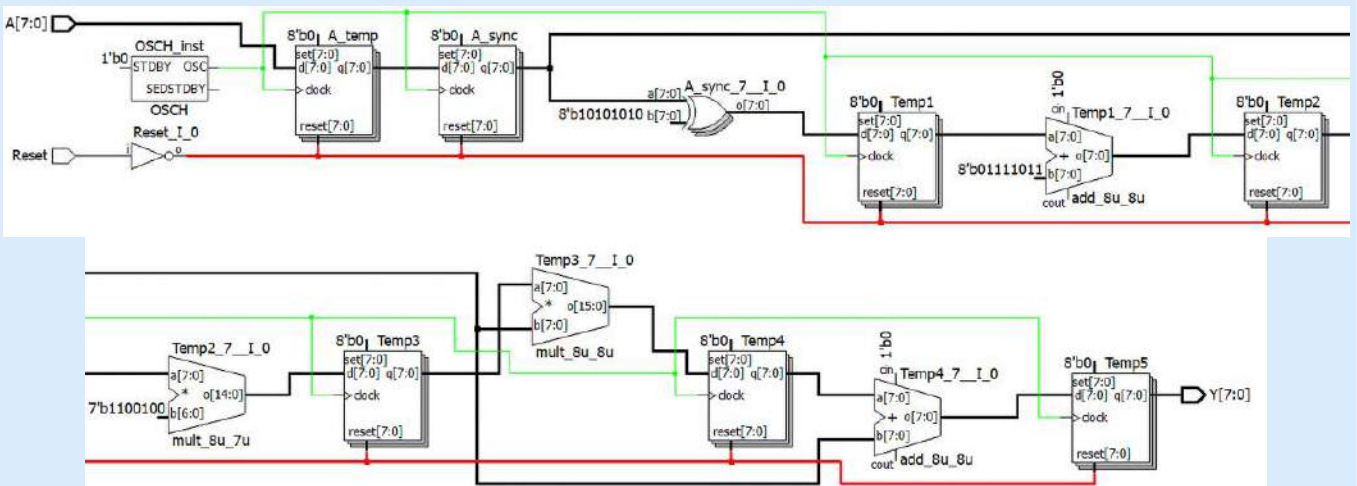 A[7:0]
OSCH_inst
1'b0
STDBY OSC
SEDSTDBY
OSCH
Reset_I_0
Reset
i o
8'b0 A_temp
set[7:0]
d[7:0] q[7:0]
clock
reset[7:0]
8'b0 A_sync
set[7:0]
d[7:0] q[7:0]
clock
reset[7:0]
A_sync_7__I_0
a[7:0] o[7:0]
8'b10101010 b[7:0]
8'b0 Temp1
set[7:0]
d[7:0] q[7:0]
clock
reset[7:0]
1'b0
cin Temp1_7__I_0
a[7:0]
+ o[7:0]
8'b01111011 b[7:0]
cout add_8u_8u
8'b0 Temp2
set[7:0]
d[7:0] q[7:0]
clock
reset[7:0]
Temp2_7__I_0
a[7:0]
* o[14:0]
7'b1100100 b[6:0]
mult_8u_7u
8'b0 Temp3
set[7:0]
d[7:0] q[7:0]
clock
reset[7:0]
Temp3_7__I_0
a[7:0]
* o[15:0]
b[7:0]
mult_8u_8u
8'b0 Temp4
set[7:0]
d[7:0] q[7:0]
clock
reset[7:0]
1'b0
cin Temp4_7__I_0
a[7:0]
+ o[7:0]
b[7:0]
cout add_8u_8u
8'b0 Temp5
set[7:0]
d[7:0] q[7:0]
clock
reset[7:0]
Y[7:0]